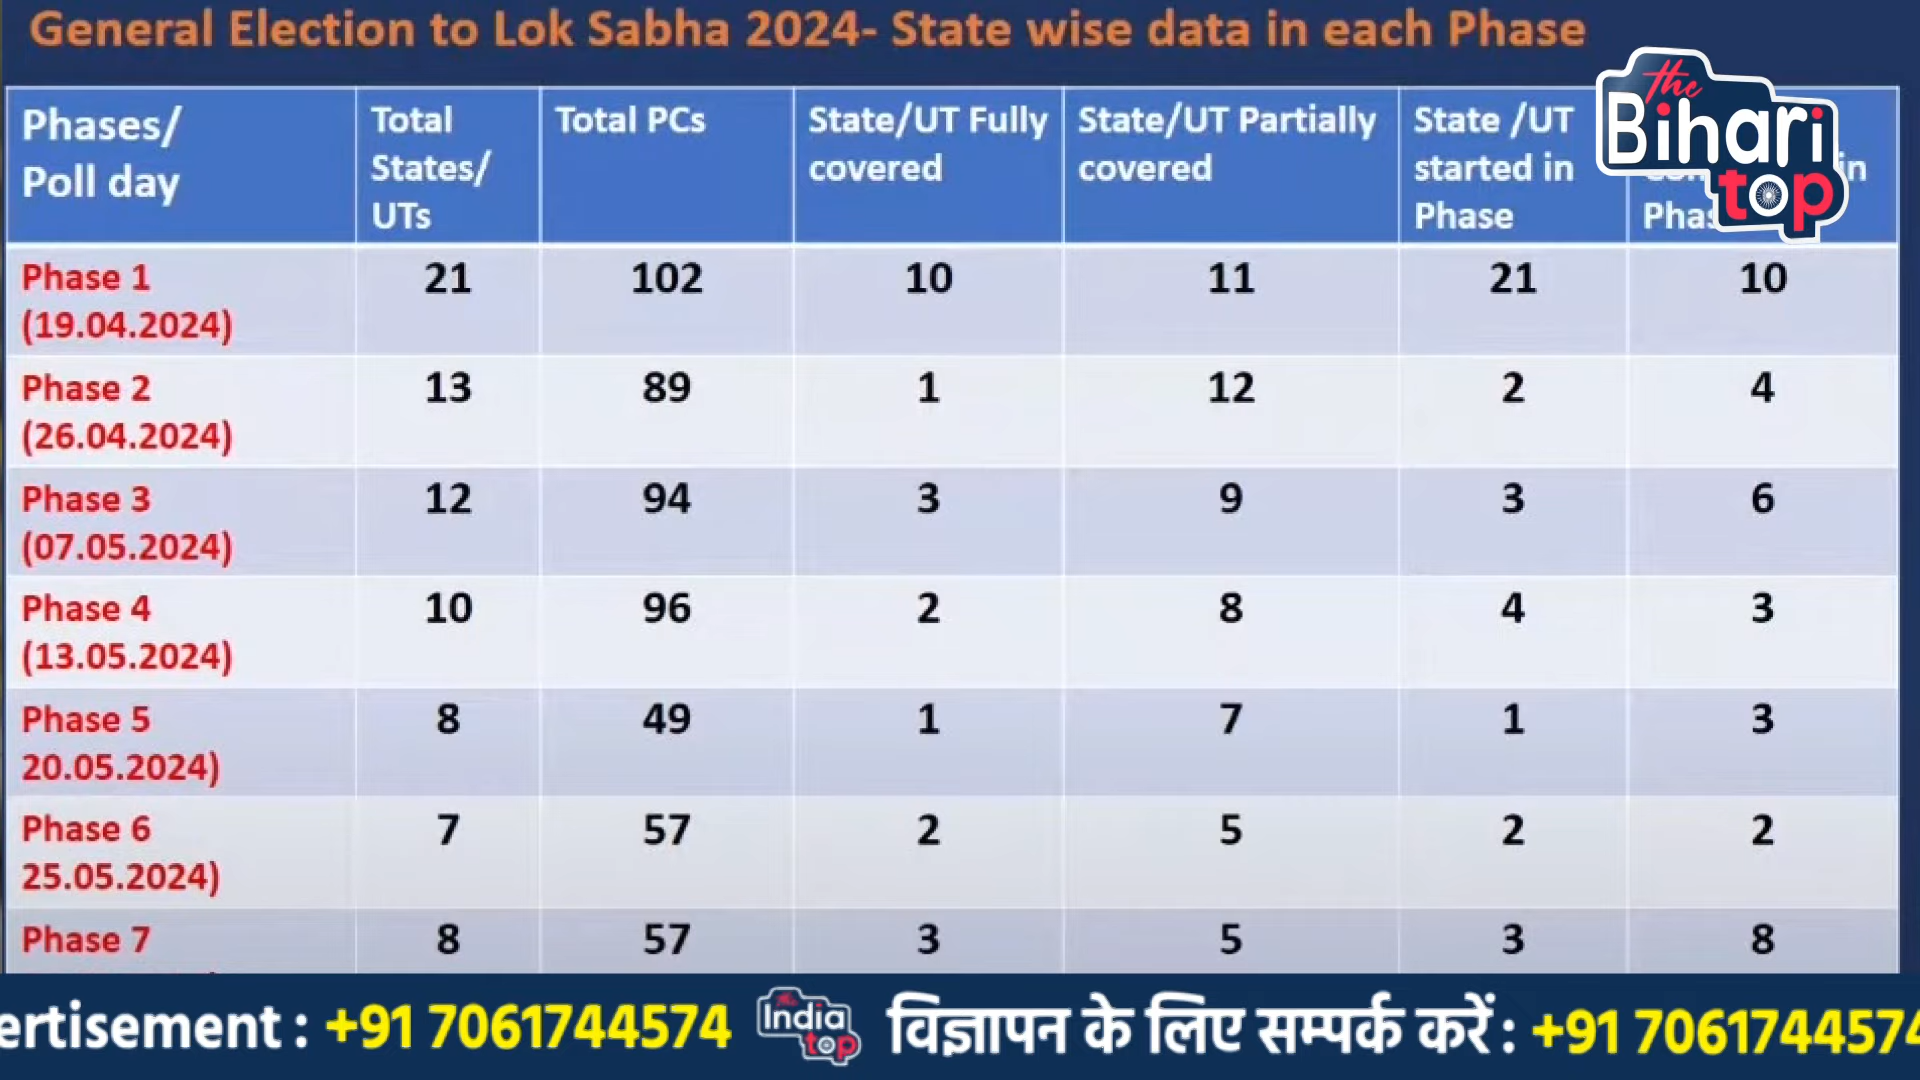 General Election to Lok Sabha 2024- State wise data in each Phase
the
Bihari
top
Phases/
Poll day
Total
States/
UTs
Total PCs
State/UT Fully
covered
State/UT Partially
covered
State /UT
started in
Phase
in
Phase 1 21 102 10 11 21 10
(19.04.2024)
Phase 2 13 89 1 12 2 4
(26.04.2024)
Phase 3 12 94 3 9 3 6
(07.05.2024)
Phase 4 10 96 2 8 4 3
(13.05.2024)
Phase 5 8 49 1 7 1 3
20.05.2024)
Phase 6 7 57 2 5 2 2
25.05.2024)
Phase 7 8 57 3 5 3 8
ertisement : +91 7061744574 the India top विज्ञापन के लिए सम्पर्क करें : +91 7061744574